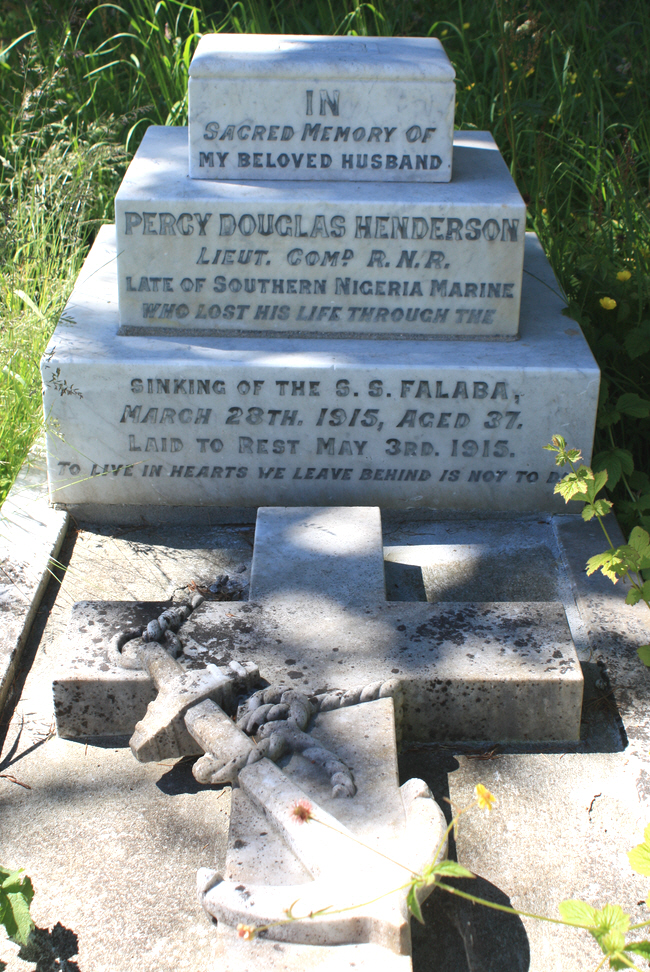 IN
SACRED MEMORY OF
MY BELOVED HUSBAND
PERCY DOUGLAS HENDERSON
LIEUT. COMD R.N.R.
LATE OF SOUTHERN NIGERIA MARINE
WHO LOST HIS LIFE THROUGH THE
SINKING OF THE S.S. FALABA,
MARCH 28TH. 1915, AGED 37.
LAID TO REST MAY 3RD. 1915.
TO LIVE IN HEARTS WE LEAVE BEHIND IS NOT TO